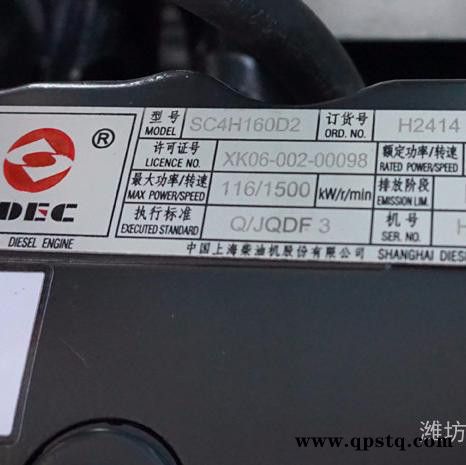 型号 SC4H160D2 订货号 H2414
MODEL ORD. NO.
许可证号 XK06-002-00098 额定功率/转速
LICENCE NO. RATED POWER/SPEED
最大功率/转速 116/1500 kW/r/min 排放阶段
MAX POWER/SPEED EMISSION LIM.
执行标准 Q/JQDF 3 机号 H
EXECUTED STANDARD SER. NO.
®
DEC
DIESEL ENGINE
中国上海柴油机股份有限公司 SHANGHAI DIESE
潍坊
www.qpstq.com